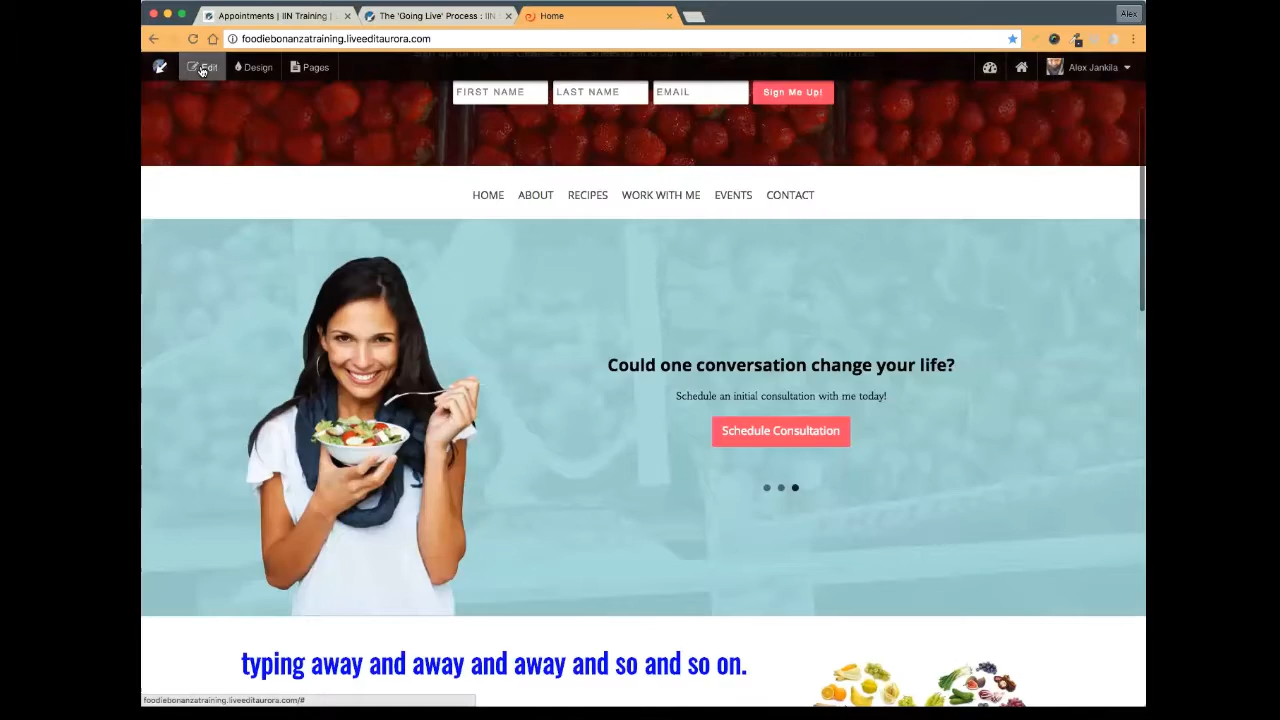 Appointments | IIN Training |
The 'Going Live' Process : IIN
Home
Alex
foodiebonanzatraining.liveeditaurora.com
Edit
Design
Pages
Alex Jankila
FIRST NAME
LAST NAME
EMAIL
Sign Me Up!
HOME
ABOUT
RECIPES
WORK WITH ME
EVENTS
CONTACT
Could one conversation change your life?
Schedule an initial consultation with me today!
Schedule Consultation
typing away and away and away and so and so on.
foodiebonanzatraining.liveeditaurora.com/#